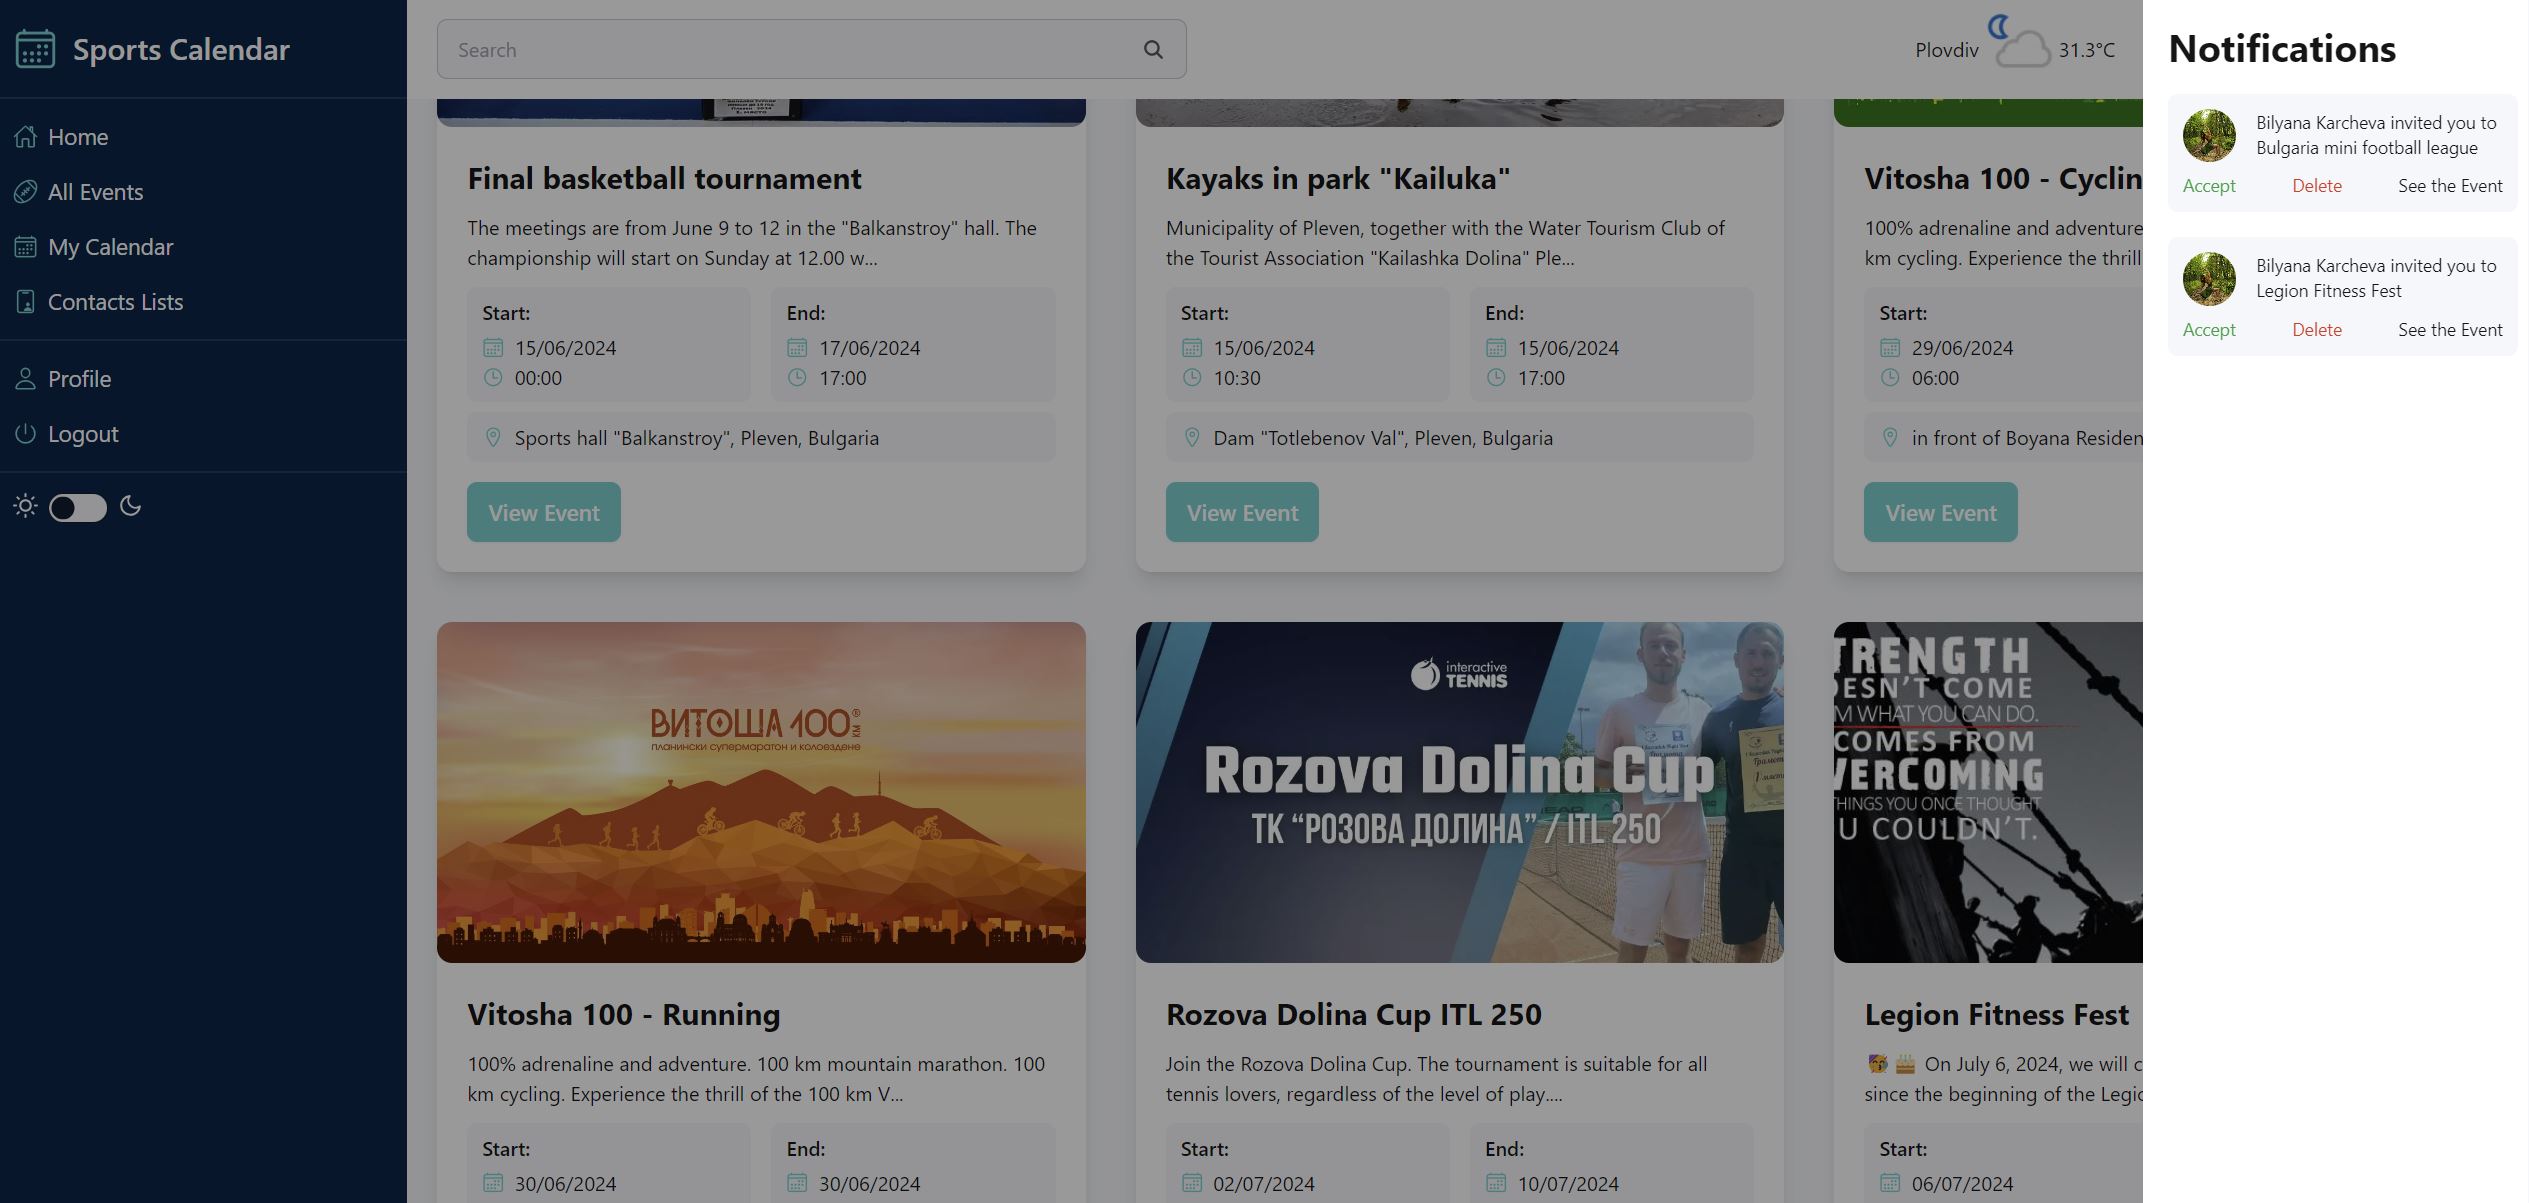 Sports Calendar
Home
All Events
My Calendar
Contacts Lists
Profile
Logout
Search
Plovdiv
31.3°C
Final basketball tournament
The meetings are from June 9 to 12 in the "Balkanstroy" hall. The
championship will start on Sunday at 12.00 w...
Start:
15/06/2024
00:00
End:
17/06/2024
17:00
Sports hall "Balkanstroy", Pleven, Bulgaria
View Event
Kayaks in park "Kailuka"
Municipality of Pleven, together with the Water Tourism Club of
the Tourist Association "Kailashka Dolina" Ple...
Start:
15/06/2024
10:30
End:
15/06/2024
17:00
Dam "Totlebenov Val", Pleven, Bulgaria
View Event
Vitosha 100 - Cyclin
100% adrenaline and adventure
km cycling. Experience the thrill
Start:
29/06/2024
06:00
in front of Boyana Residen
View Event
ВИТОША 100 KM®
планински супермаратон и колоездене
Vitosha 100 - Running
100% adrenaline and adventure. 100 km mountain marathon. 100
km cycling. Experience the thrill of the 100 km V...
Start:
30/06/2024
End:
30/06/2024
interactive
TENNIS
Rozova Dolina Cup
ТК “РОЗОВА ДОЛИНА” / ITL 250
Rozova Dolina Cup ITL 250
Join the Rozova Dolina Cup. The tournament is suitable for all
tennis lovers, regardless of the level of play....
Start:
02/07/2024
End:
10/07/2024
TRENGTH
OESN'T COME
M WHAT YOU CAN DO.
COMES FROM
VERCOMING
THINGS YOU ONCE THOUGHT
U COULDN'T.
Legion Fitness Fest
🥳 🎂 On July 6, 2024, we will c
since the beginning of the Legio
Start:
06/07/2024
Notifications
Bilyana Karcheva invited you to
Bulgaria mini football league
Accept
Delete
See the Event
Bilyana Karcheva invited you to
Legion Fitness Fest
Accept
Delete
See the Event